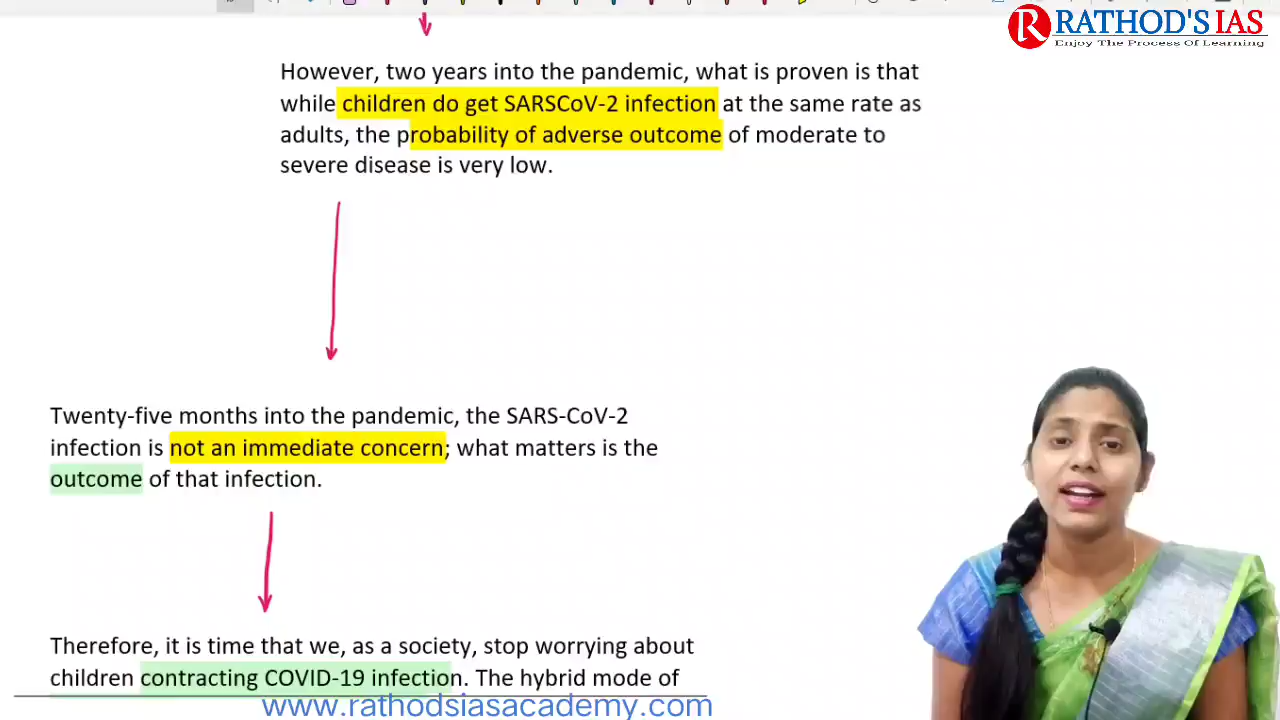 RATHOD'S IAS
Enjoy The Process Of Learning
However, two years into the pandemic, what is proven is that
while children do get SARSCoV-2 infection at the same rate as
adults, the probability of adverse outcome of moderate to
severe disease is very low.
Twenty-five months into the pandemic, the SARS-CoV-2
infection is not an immediate concern; what matters is the
outcome of that infection.
Therefore, it is time that we, as a society, stop worrying about
children contracting COVID-19 infection. The hybrid mode of
www.rathodsiasacademy.com